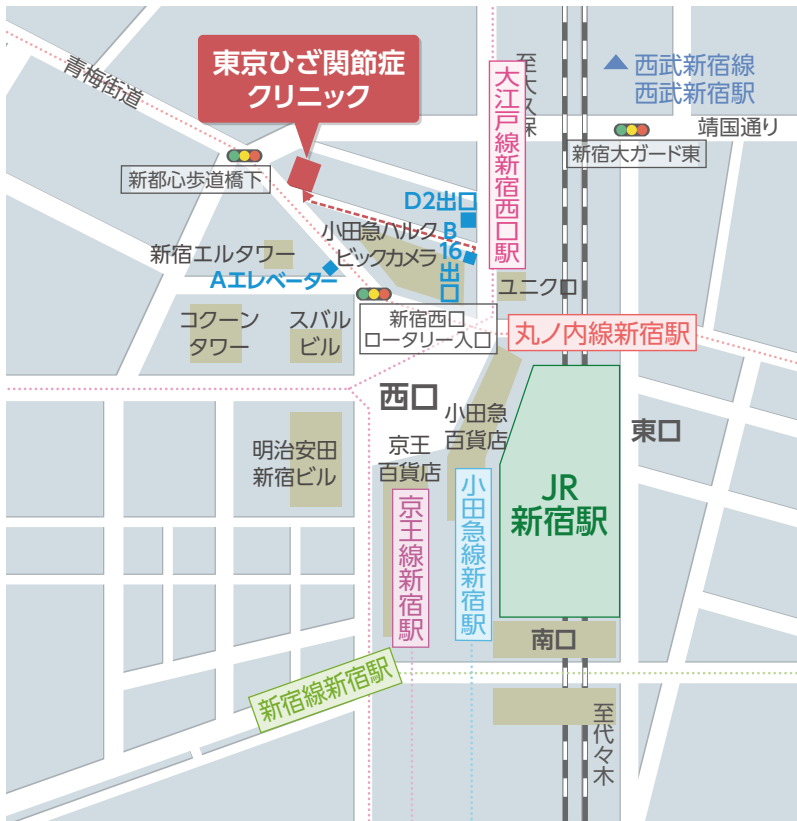 東京ひざ関節症
クリニック
青梅街道
至大久保
西武新宿線
西武新宿駅
大江戸線新宿西口駅
靖国通り
新宿大ガード東
新都心歩道橋下
D2出口
小田急ハルク
ビックカメラ
B16出口
新宿エルタワー
Aエレベーター
ユニクロ
コクーン
タワー
スバル
ビル
新宿西口
ロータリー入口
丸ノ内線新宿駅
西口
小田急
百貨店
東口
京王
百貨店
明治安田
新宿ビル
JR
新宿駅
京王線新宿駅
小田急線新宿駅
南口
新宿線新宿駅
至代々木